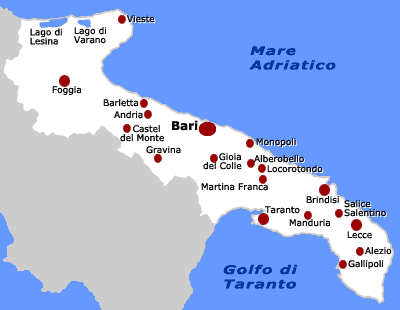 Vieste
Lago di
Lesina
Lago di
Varano
Mare
Adriatico
Foggia
Barletta
Andria
Castel
del Monte
Bari
Gravina
Monopoli
Gioia
del Colle
Alberobello
Locorotondo
Martina Franca
Brindisi
Taranto
Salice
Salentino
Manduria
Lecce
Alezio
Gallipoli
Golfo di
Taranto